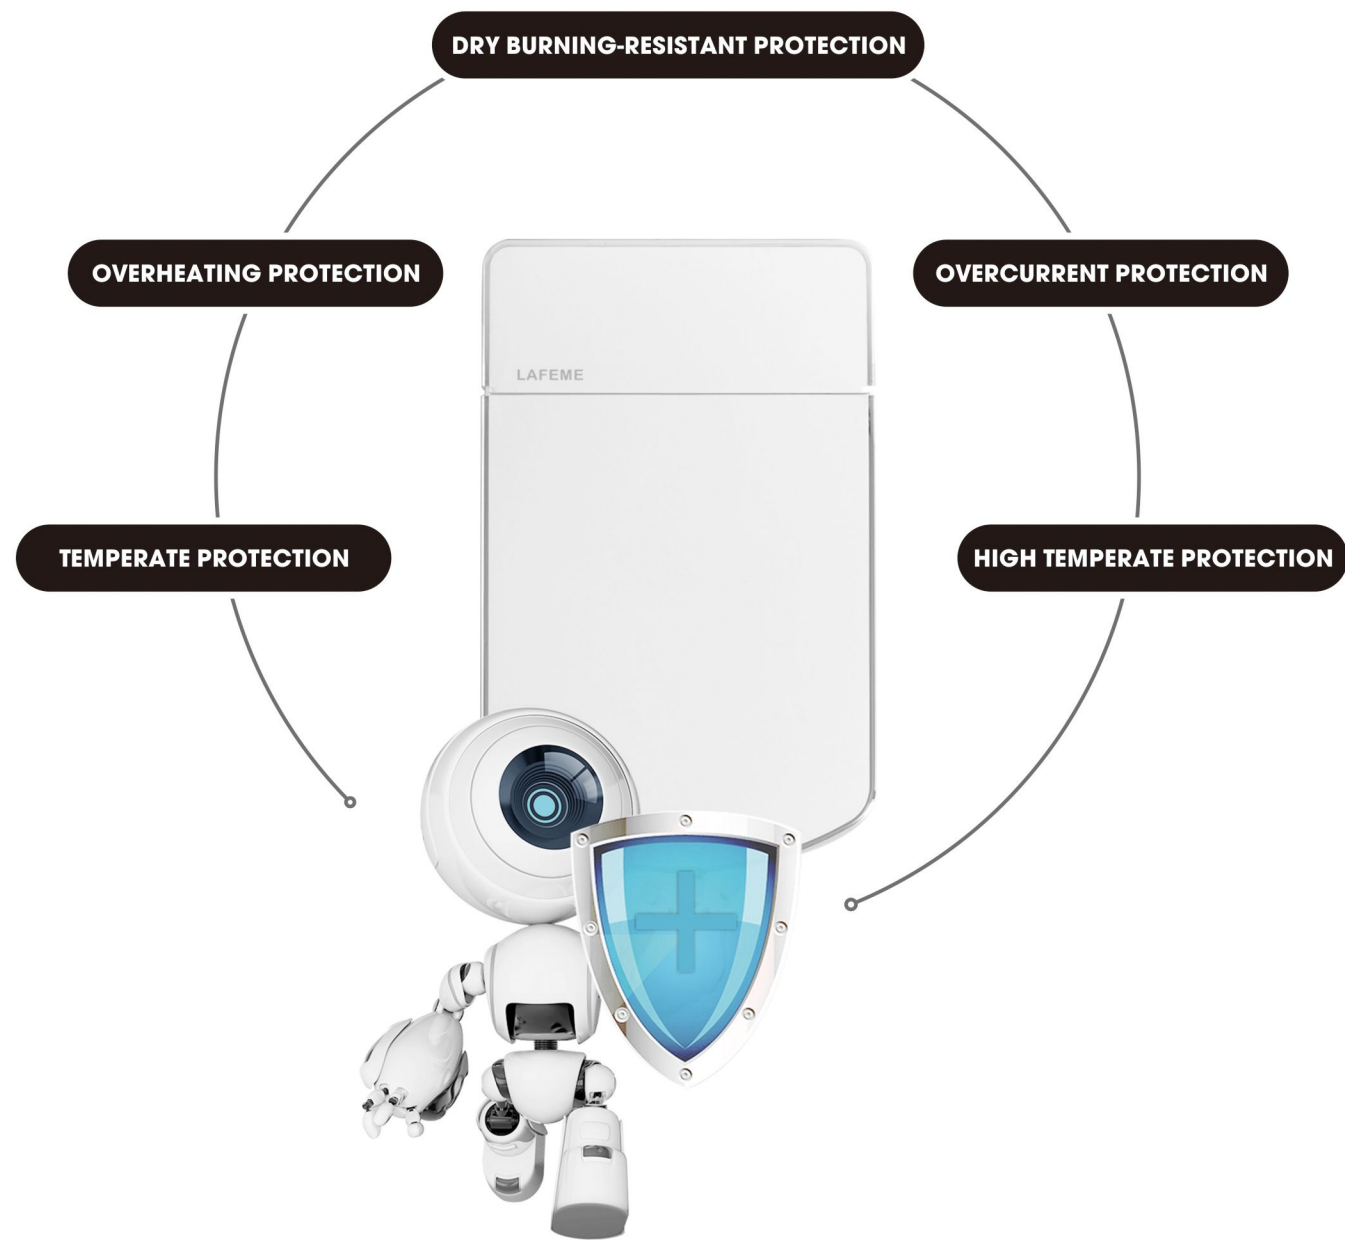 DRY BURNING-RESISTANT PROTECTION
OVERHEATING PROTECTION
OVERCURRENT PROTECTION
LAFEME
TEMPERATE PROTECTION
HIGH TEMPERATE PROTECTION